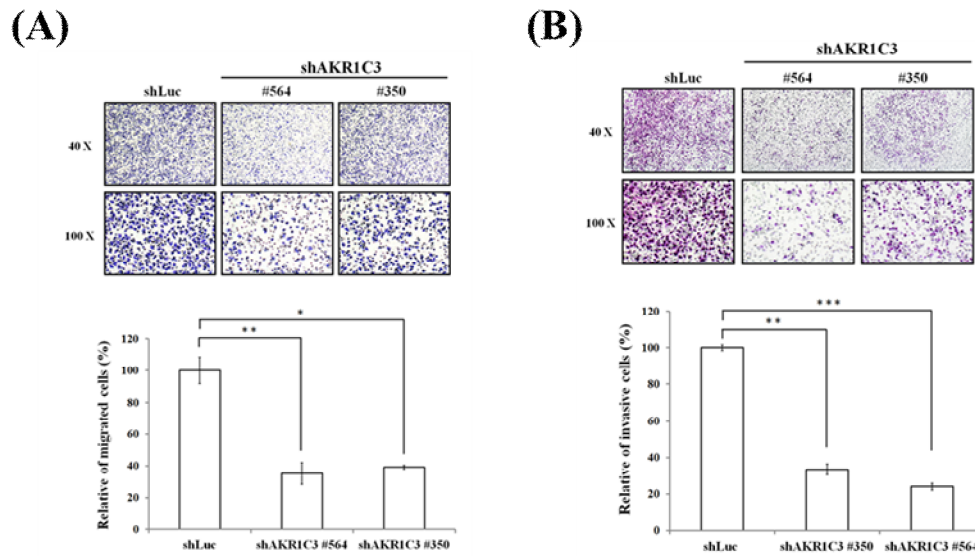 (A)
shAKR1C3
shLuc #564 #350
40 X
100 X
Relative of migrated cells (%)
120
100
80
60
40
20
0
*
**
shLuc shAKR1C3 #564 shAKR1C3 #350
(B)
shAKR1C3
shLuc #564 #350
40 X
100 X
Relative of invasive cells (%)
120
100
80
60
40
20
0
***
**
shLuc shAKR1C3 #350 shAKR1C3 #564